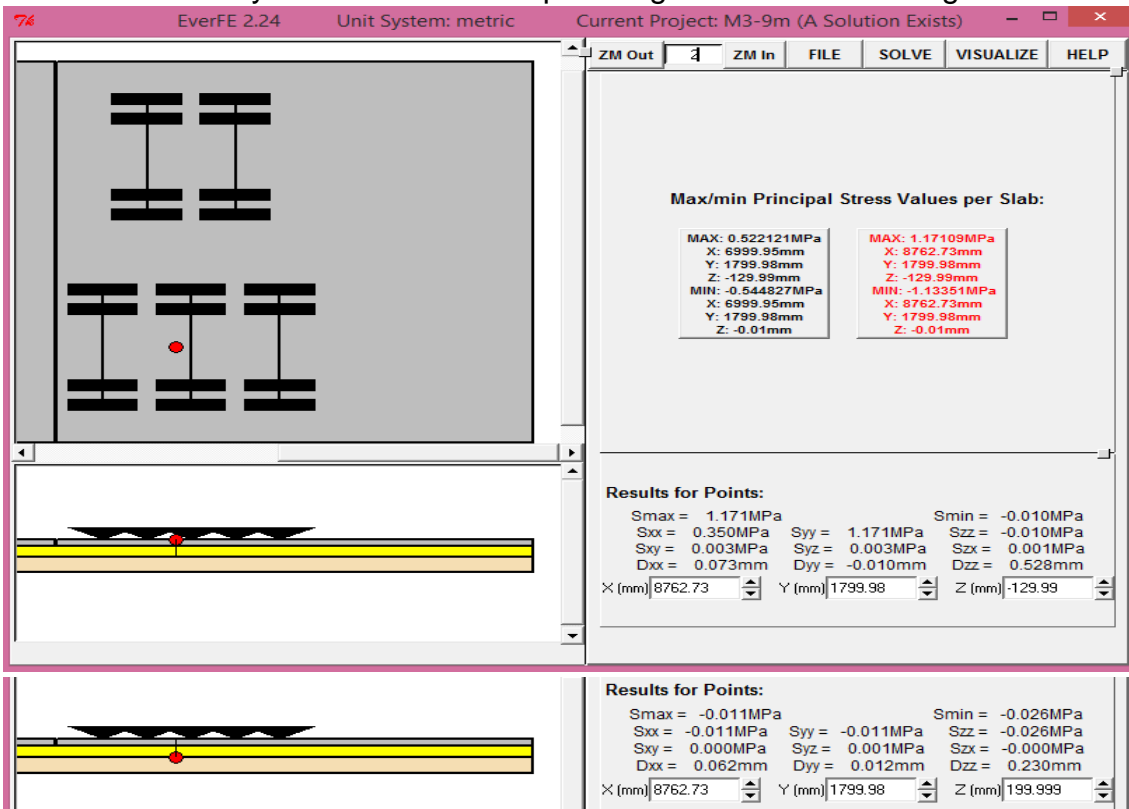 EverFE 2.24 Unit System: metric Current Project: M3-9m (A Solution Exists)
ZM Out 2 ZM In FILE SOLVE VISUALIZE HELP
Max/min Principal Stress Values per Slab:
MAX: 0.522121MPa
X: 6999.95mm
Y: 1799.98mm
Z: -129.99mm
MIN: -0.544827MPa
X: 6999.95mm
Y: 1799.98mm
Z: -0.01mm
MAX: 1.17109MPa
X: 8762.73mm
Y: 1799.98mm
Z: -129.99mm
MIN: -1.13351MPa
X: 8762.73mm
Y: 1799.98mm
Z: -0.01mm
Results for Points:
Smax = 1.171MPa Smin = -0.010MPa
Sxx = 0.350MPa Syy = 1.171MPa Szz = -0.010MPa
Sxy = 0.003MPa Syz = 0.003MPa Szx = 0.001MPa
Dxx = 0.073mm Dyy = -0.010mm Dzz = 0.528mm
X (mm) 8762.73 Y (mm) 1799.98 Z (mm) -129.99
Results for Points:
Smax = -0.011MPa Smin = -0.026MPa
Sxx = -0.011MPa Syy = -0.011MPa Szz = -0.026MPa
Sxy = 0.000MPa Syz = 0.001MPa Szx = -0.000MPa
Dxx = 0.062mm Dyy = 0.012mm Dzz = 0.230mm
X (mm) 8762.73 Y (mm) 1799.98 Z (mm) 199.999